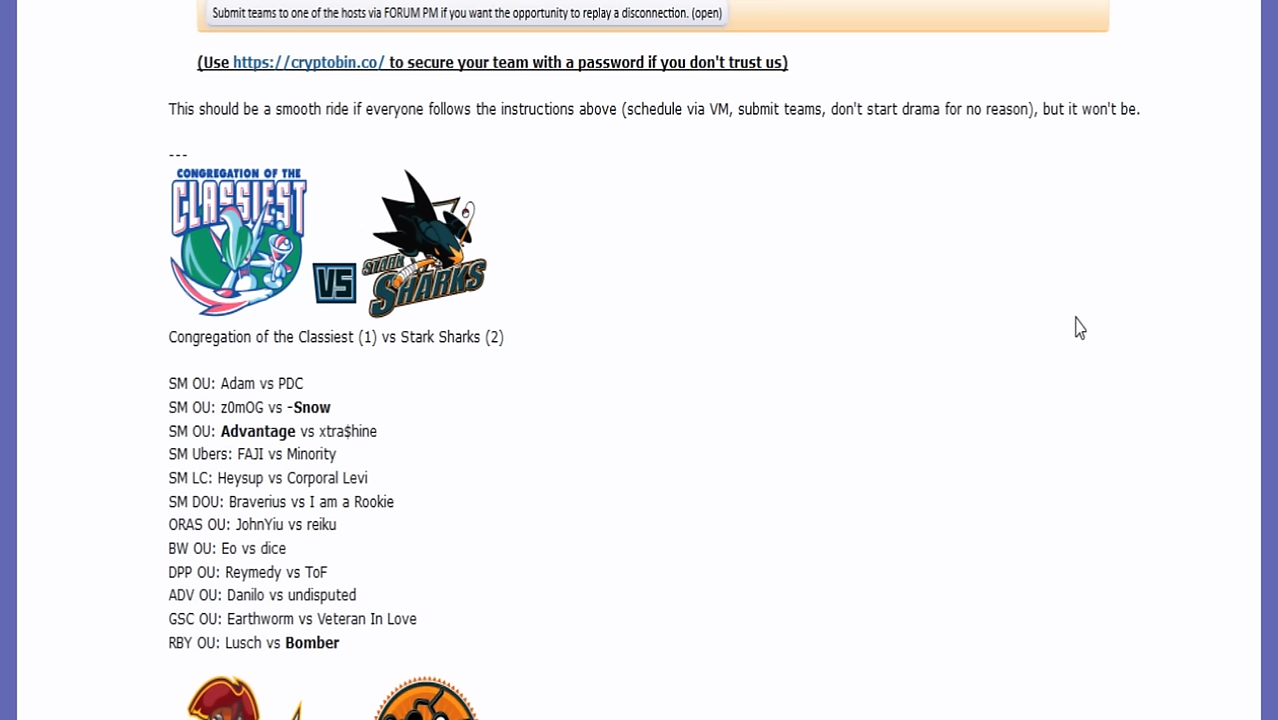 Submit teams to one of the hosts via FORUM PM if you want the opportunity to replay a disconnection. (open)
(Use https://cryptobin.co/ to secure your team with a password if you don't trust us)
This should be a smooth ride if everyone follows the instructions above (schedule via VM, submit teams, don't start drama for no reason), but it won't be.
---
CONGREGATION OF THE
CLASSIEST
VS
STARK
SHARKS
Congregation of the Classiest (1) vs Stark Sharks (2)
SM OU: Adam vs PDC
SM OU: z0mOG vs -Snow
SM OU: Advantage vs xtra$hine
SM Ubers: FAJI vs Minority
SM LC: Heysup vs Corporal Levi
SM DOU: Braverius vs I am a Rookie
ORAS OU: JohnYiu vs reiku
BW OU: Eo vs dice
DPP OU: Reymedy vs ToF
ADV OU: Danilo vs undisputed
GSC OU: Earthworm vs Veteran In Love
RBY OU: Lusch vs Bomber